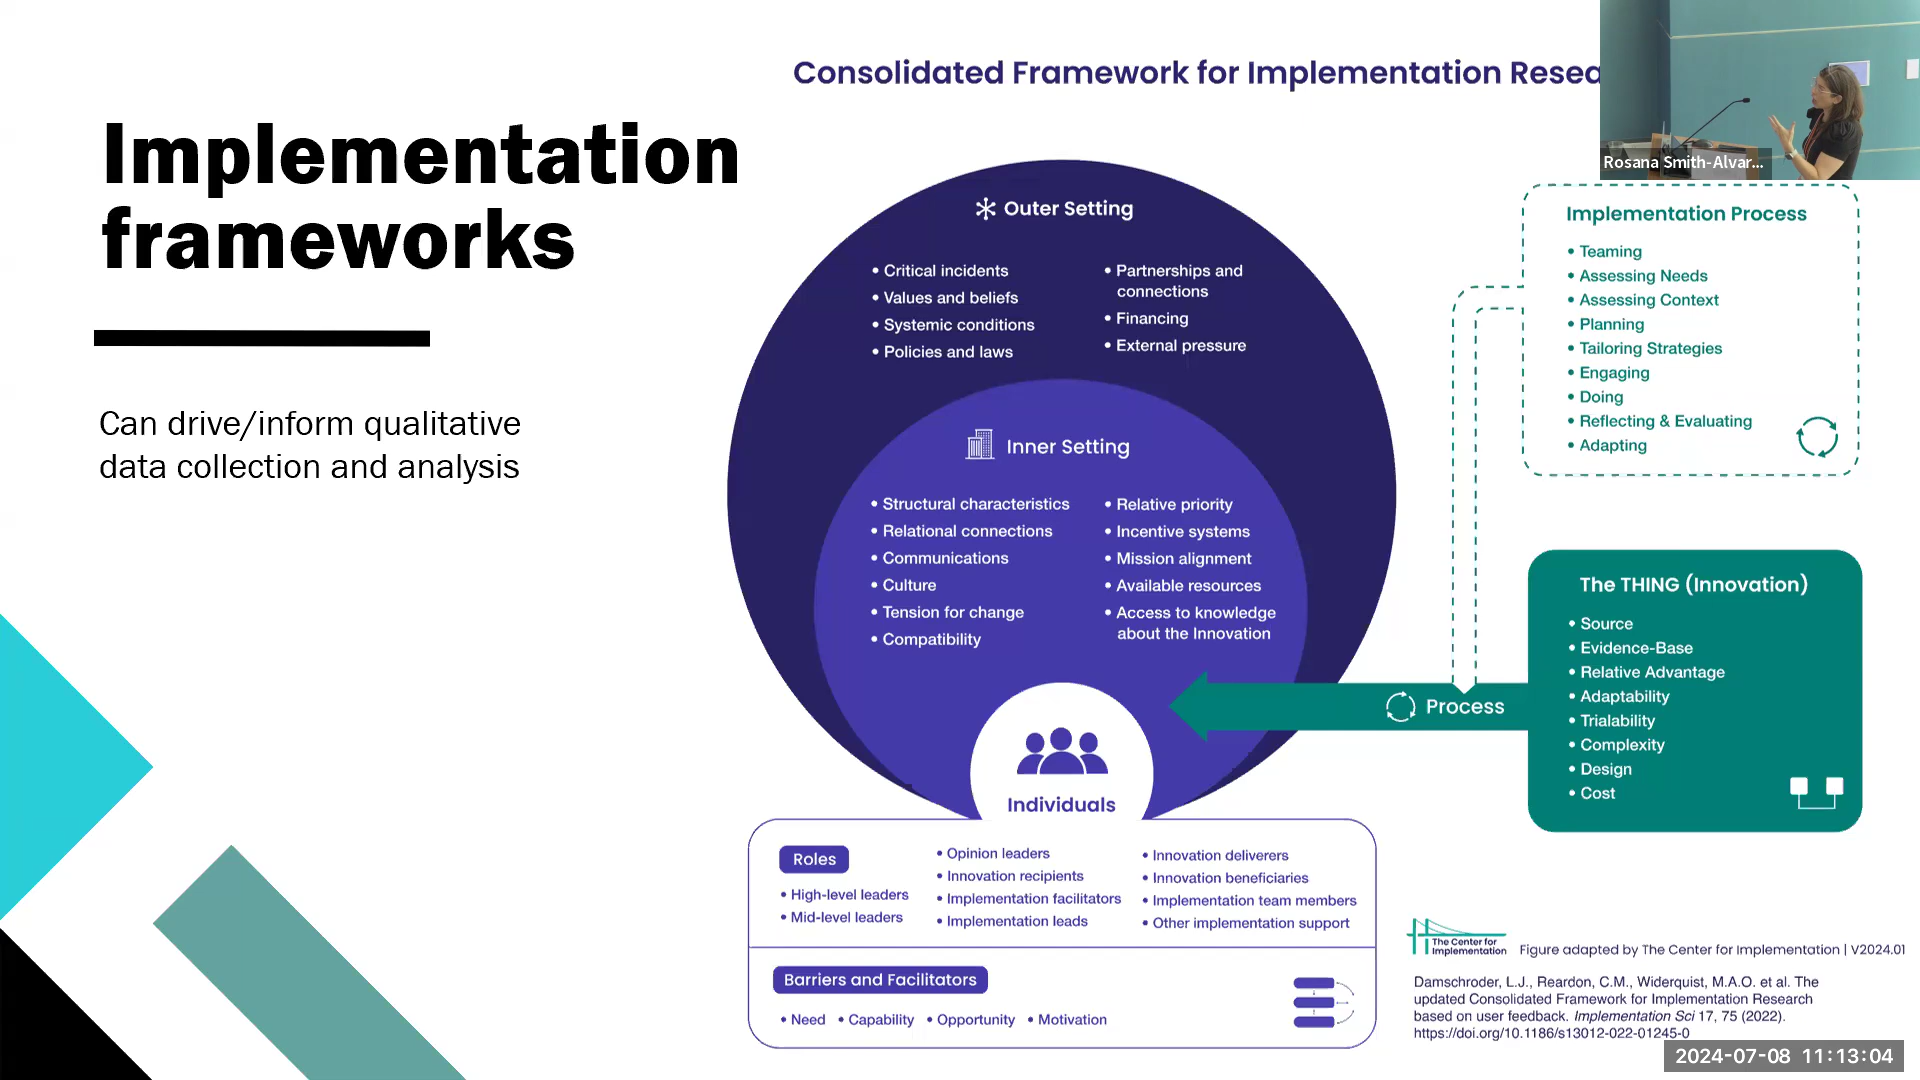 Implementation
frameworks
Can drive/inform qualitative
data collection and analysis
Consolidated Framework for Implementation
Rosana Smith-Alvar...
Outer Setting
• Critical incidents
• Values and beliefs
• Systemic conditions
• Policies and laws
• Partnerships and
connections
• Financing
• External pressure
Inner Setting
• Structural characteristics
• Relational connections
• Communications
• Culture
• Tension for change
• Compatibility
• Relative priority
• Incentive systems
• Mission alignment
• Available resources
• Access to knowledge
about the Innovation
Individuals
Roles
• High-level leaders
• Mid-level leaders
• Opinion leaders
• Innovation recipients
• Implementation facilitators
• Implementation leads
• Innovation deliverers
• Innovation beneficiaries
• Implementation team members
• Other implementation support
Barriers and Facilitators
• Need • Capability • Opportunity • Motivation
Implementation Process
• Teaming
• Assessing Needs
• Assessing Context
• Planning
• Tailoring Strategies
• Engaging
• Doing
• Reflecting & Evaluating
• Adapting
Process
The THING (Innovation)
• Source
• Evidence-Base
• Relative Advantage
• Adaptability
• Trialability
• Complexity
• Design
• Cost
The Center for
Implementation
Figure adapted by The Center for Implementation | V2024.01
Damschroder, L.J., Reardon, C.M., Widerquist, M.A.O. et al. The
updated Consolidated Framework for Implementation Research
based on user feedback. Implementation Sci 17, 75 (2022).
https://doi.org/10.1186/s13012-022-01245-0
2024-07-08 11:13:04